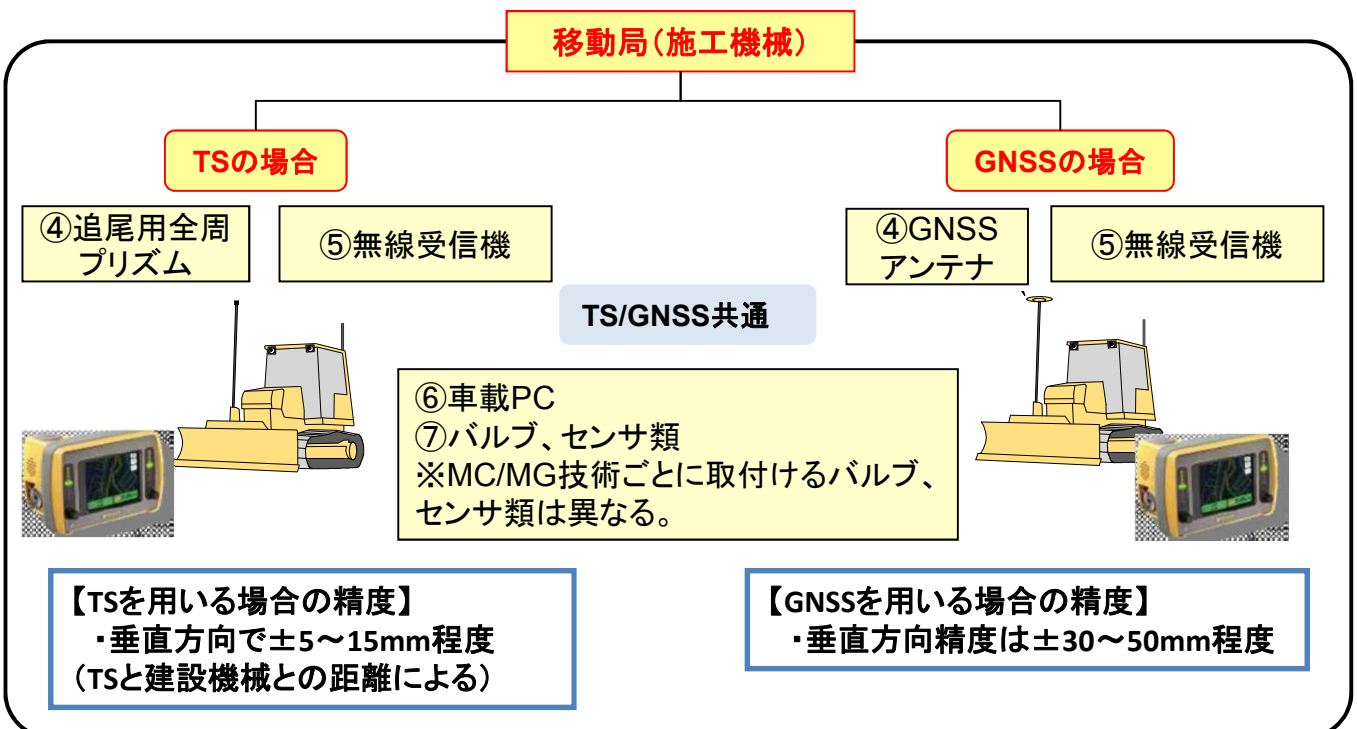 移動局（施工機械）
TSの場合
GNSSの場合
④追尾用全周
プリズム
⑤無線受信機
④GNSS
アンテナ
⑤無線受信機
TS/GNSS共通
⑥車載PC
⑦バルブ、センサ類
※MC/MG技術ごとに取付けるバルブ、
センサ類は異なる。
【TSを用いる場合の精度】
・垂直方向で±5～15mm程度
（TSと建設機械との距離による）
【GNSSを用いる場合の精度】
・垂直方向精度は±30～50mm程度